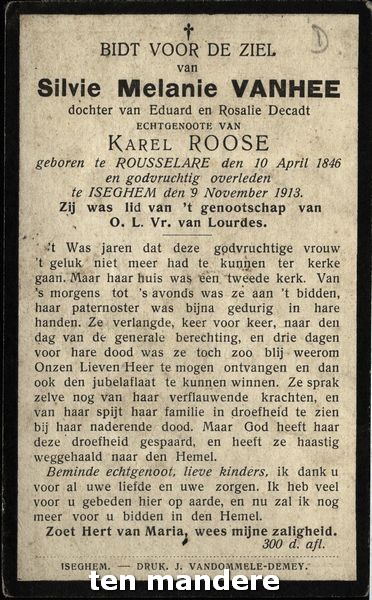 D
BIDT VOOR DE ZIEL
van
Silvie Melanie VANHEE
dochter van Eduard en Rosalie Decadt
ECHTGENOOTE VAN
KAREL ROOSE
geboren te ROUSSELARE den 10 April 1846
en godvruchtig overleden
te ISEGHEM den 9 November 1913.
Zij was lid van 't genootschap van
O. L. Vr. van Lourdes.
't Was jaren dat deze godvruchtige vrouw
't geluk niet meer had te kunnen ter kerke
gaan. Maar haar huis was een tweede kerk. Van
's morgens tot 's avonds was ze aan 't bidden,
haar paternoster was bijna gedurig in hare
handen. Ze verlangde, keer voor keer, naar den
dag van de generale berechting, en drie dagen
voor hare dood was ze toch zoo blij weerom
Onzen Lieven Heer te mogen ontvangen en dan
ook den jubelaflaat te kunnen winnen. Ze sprak
zelve nog van haar verflauwende krachten, en
van haar spijt haar familie in droefheid te zien
bij haar naderende dood. Maar God heeft haar
deze droefheid gespaard, en heeft ze haastig
weggehaald naar den Hemel.
Beminde echtgenoot, lieve kinders, ik dank u
voor al uwe liefde en uwe zorgen. Ik heb veel
voor u gebeden hier op aarde, en nu zal ik nog
meer voor u bidden in den Hemel.
Zoet Hert van Maria, wees mijne zaligheid.
300 d. afl.
ISEGHEM. — DRUK. J. VANDOMMELE-DEMEY.
ten mandere